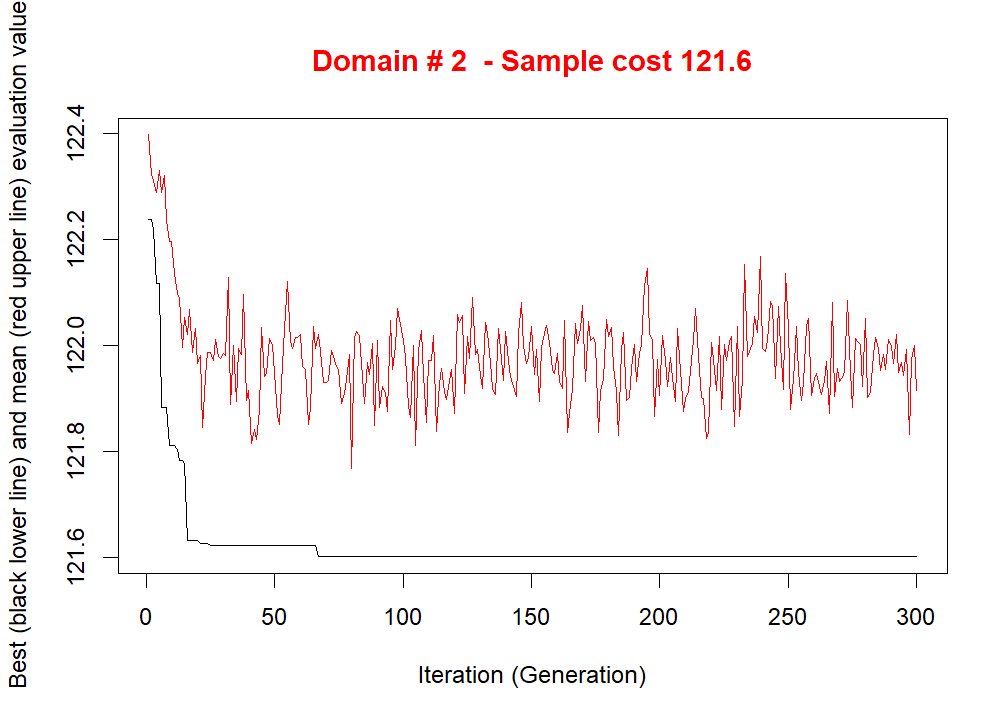 Domain # 2  - Sample cost 121.6
Best (black lower line) and mean (red upper line) evaluation value
122.4
122.2
122.0
121.8
121.6
0 50 100 150 200 250 300
Iteration (Generation)